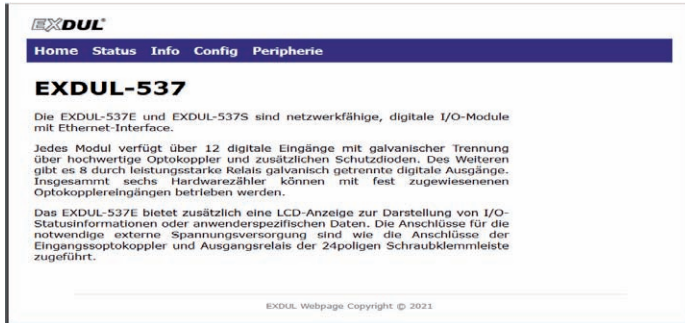 EXDUL
Home Status Info Config Peripherie
EXDUL-537
Die EXDUL-537E und EXDUL-537S sind netzwerkfähige, digitale I/O-Module
mit Ethernet-Interface.
Jedes Modul verfügt über 12 digitale Eingänge mit galvanischer Trennung
über hochwertige Optokoppler und zusätzlichen Schutzdioden. Des Weiteren
gibt es 8 durch leistungsstarke Relais galvanisch getrennte digitale Ausgänge.
Insgesammt sechs Hardwarezähler können mit fest zugewiesenenen
Optokopplereingängen betrieben werden.
Das EXDUL-537E bietet zusätzlich eine LCD-Anzeige zur Darstellung von I/O-
Statusinformationen oder anwenderspezifischen Daten. Die Anschlüsse für die
notwendige externe Spannungsversorgung sind wie die Anschlüsse der
Eingangssoptokoppler und Ausgangsrelais der 24poligen Schraubklemmleiste
zugeführt.
EXDUL Webpage Copyright © 2021